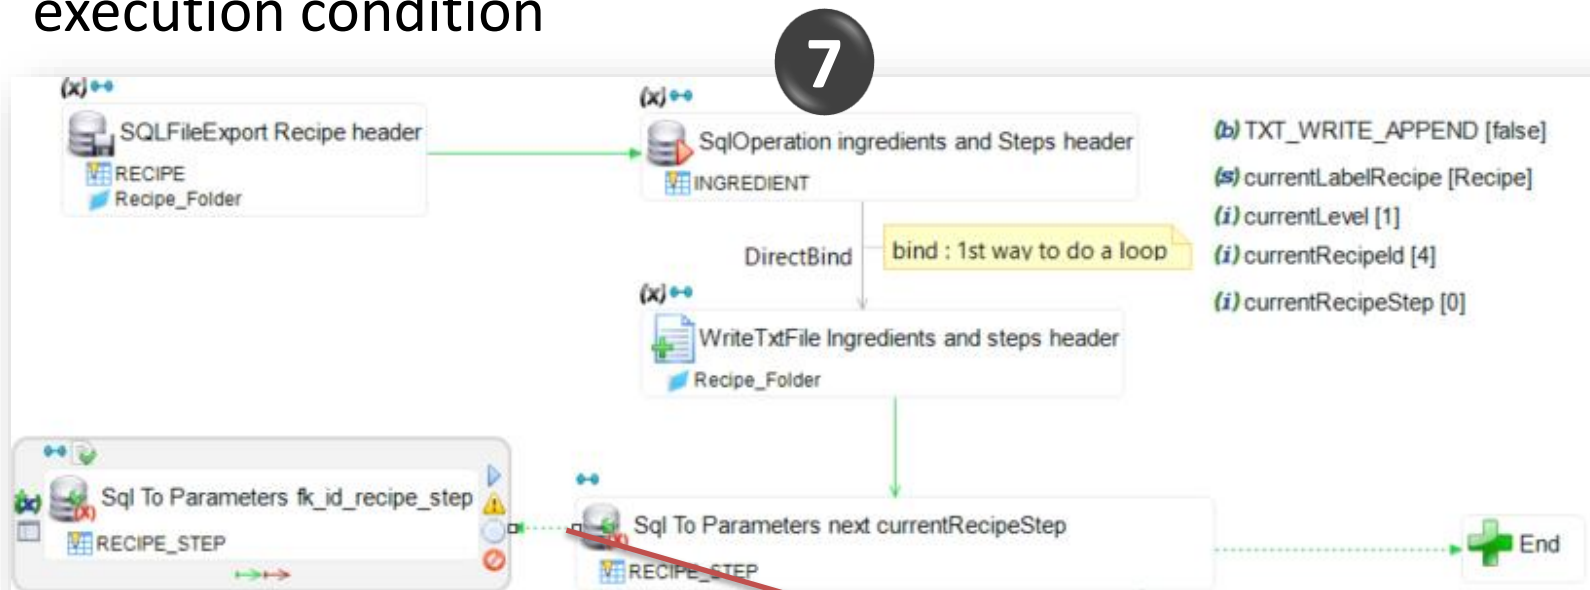 execution condition
7
(x)
SQLFileExport Recipe header
RECIPE
Recipe_Folder
(x)
SqlOperation ingredients and Steps header
INGREDIENT
(b) TXT_WRITE_APPEND [false]
(s) currentLabelRecipe [Recipe]
(i) currentLevel [1]
(i) currentRecipeId [4]
(i) currentRecipeStep [0]
DirectBind
bind : 1st way to do a loop
(x)
WriteTxtFile Ingredients and steps header
Recipe_Folder
(x)
Sql To Parameters fk_id_recipe_step
(x)
RECIPE_STEP
Sql To Parameters next currentRecipeStep
(x)
RECIPE_STEP
End